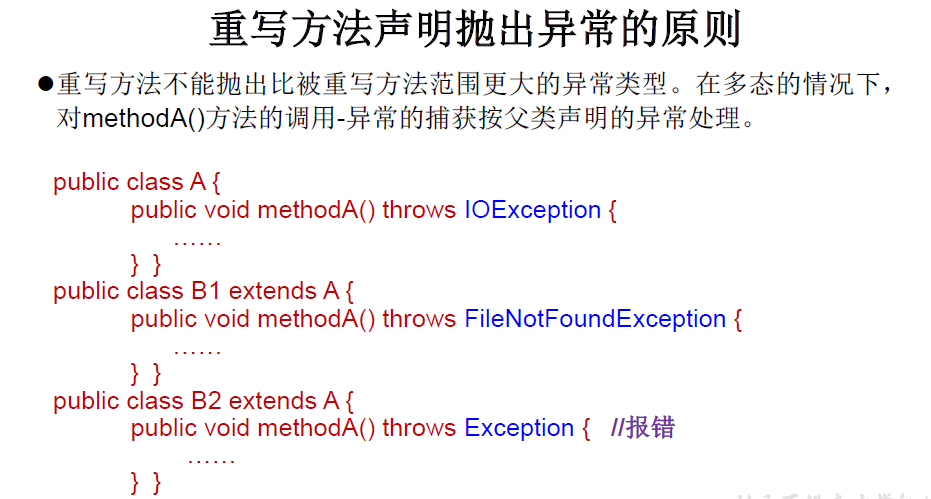 重写方法声明抛出异常的原则
●重写方法不能抛出比被重写方法范围更大的异常类型。在多态的情况下，
对methodA()方法的调用-异常的捕获按父类声明的异常处理。
public class A {
public void methodA() throws IOException {
……
} }
public class B1 extends A {
public void methodA() throws FileNotFoundException {
……
} }
public class B2 extends A {
public void methodA() throws Exception { //报错
……
} }